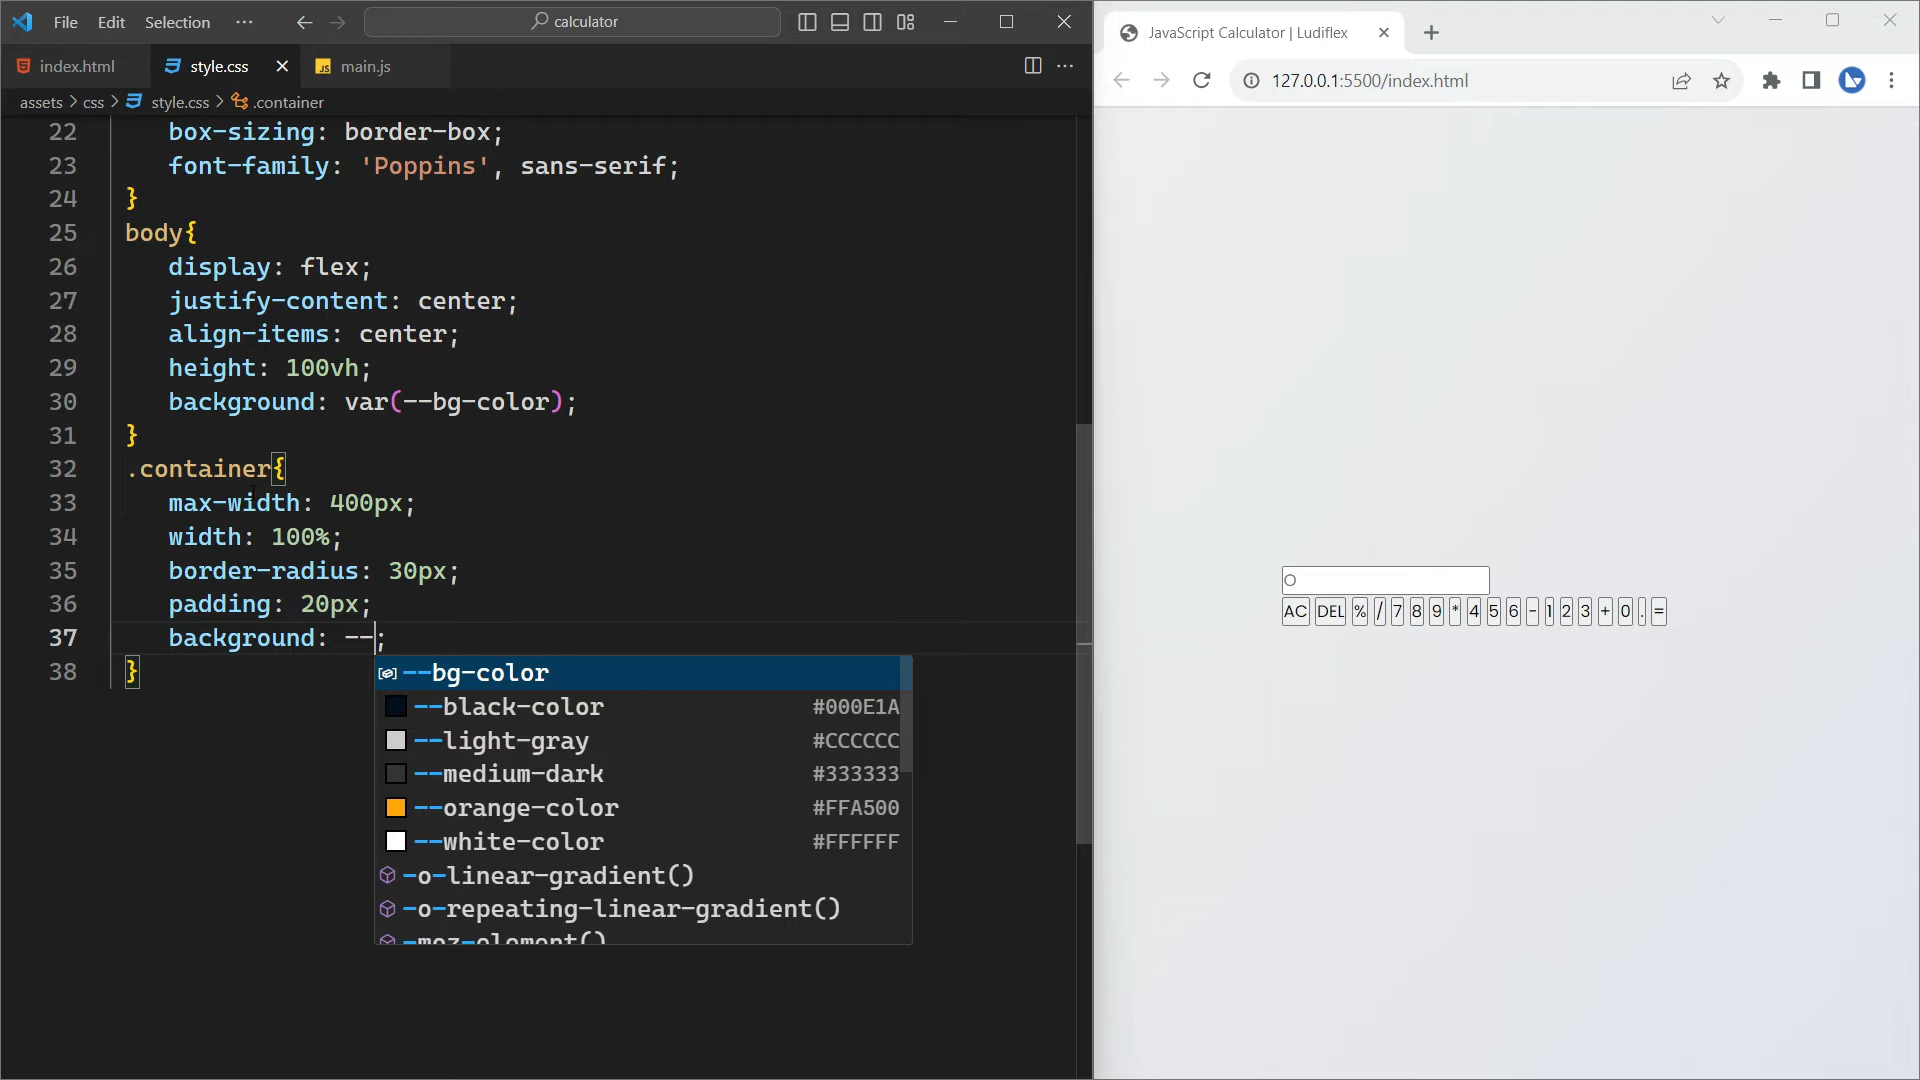 File Edit Selection ··· calculator
index.html style.css main.js
assets > css > style.css > .container
22 box-sizing: border-box;
23 font-family: 'Poppins', sans-serif;
24 }
25 body{
26 display: flex;
27 justify-content: center;
28 align-items: center;
29 height: 100vh;
30 background: var(--bg-color);
31 }
32 .container{
33 max-width: 400px;
34 width: 100%;
35 border-radius: 30px;
36 padding: 20px;
37 background: --;
38 }
--bg-color
--black-color #000E1A
--light-gray #CCCCCC
--medium-dark #333333
--orange-color #FFA500
--white-color #FFFFFF
-o-linear-gradient()
-o-repeating-linear-gradient()
-moz-element()
JavaScript Calculator | Ludiflex
127.0.0.1:5500/index.html
0
AC DEL % / 7 8 9 * 4 5 6 - 1 2 3 + 0 . =